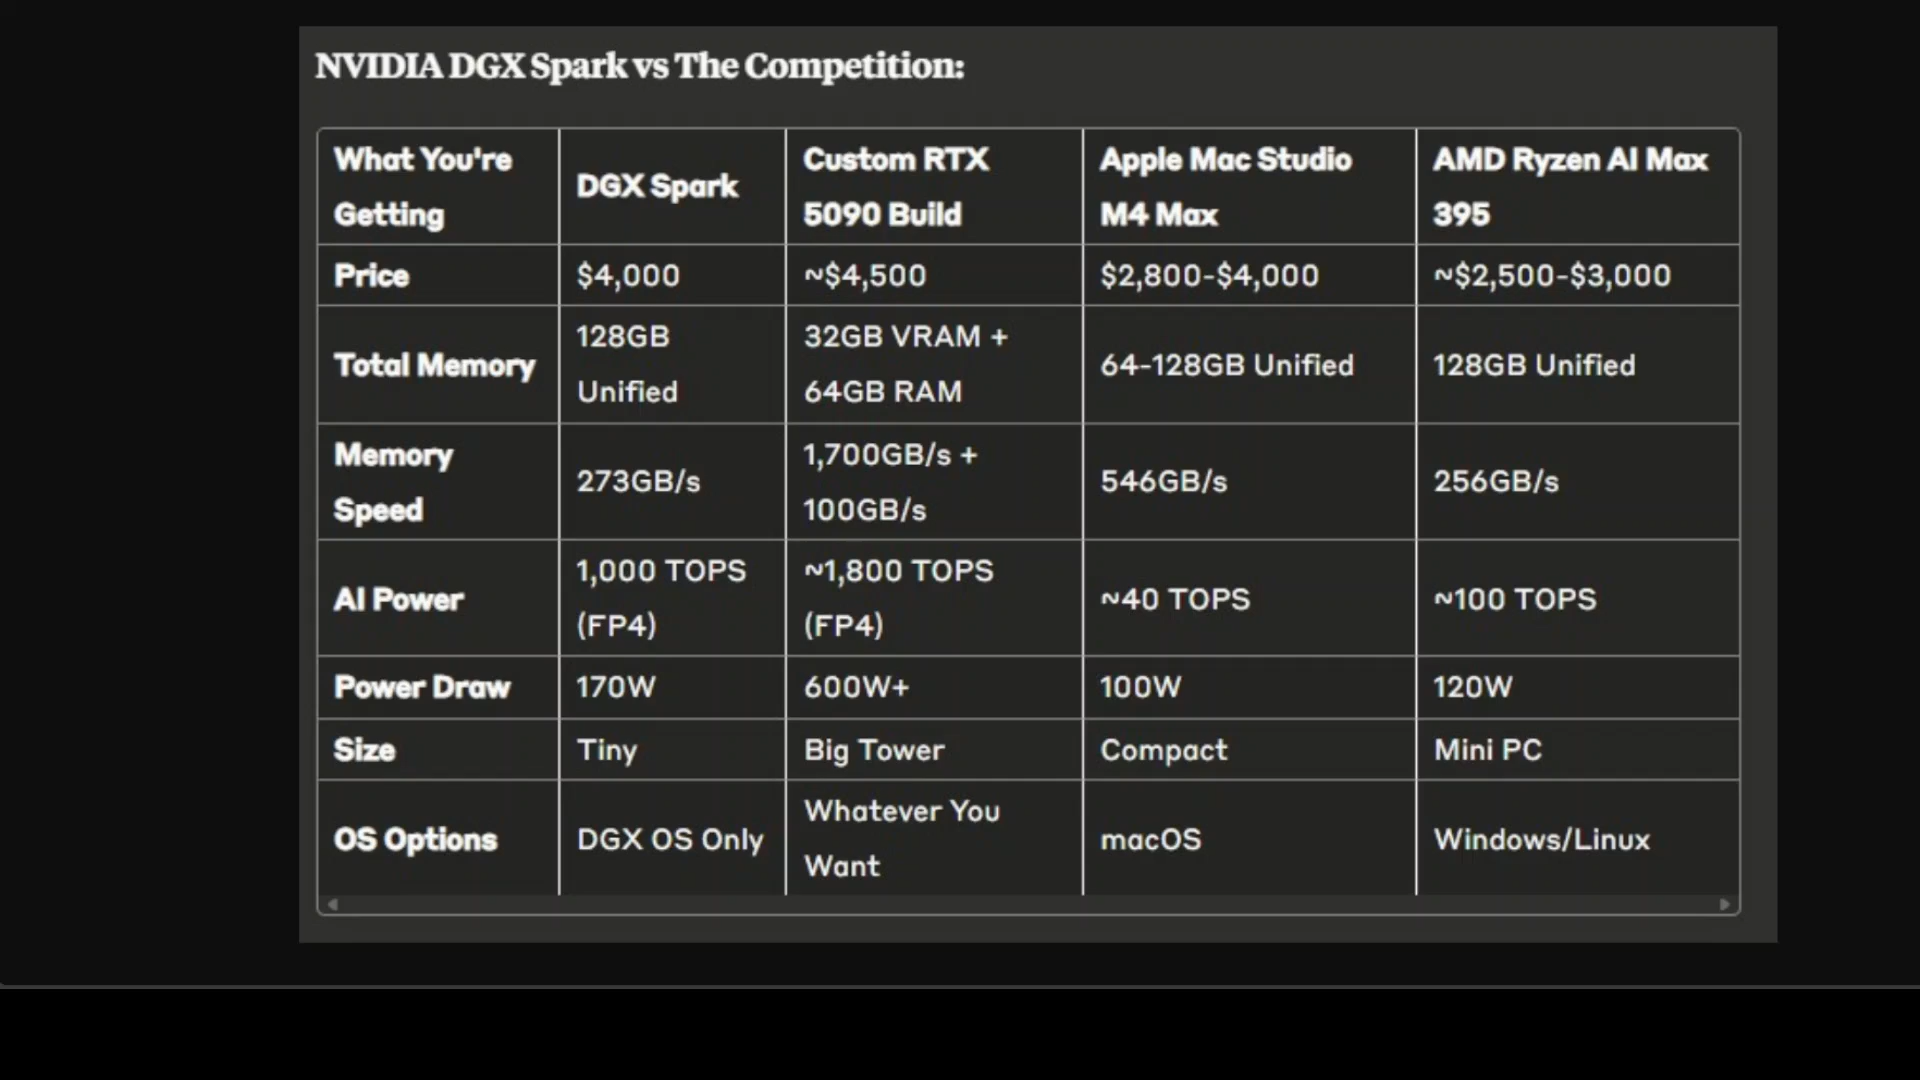 NVIDIA DGX Spark vs The Competition:
What You're
Getting
DGX Spark
Custom RTX
5090 Build
Apple Mac Studio
M4 Max
AMD Ryzen AI Max
395
Price
$4,000
~$4,500
$2,800-$4,000
~$2,500-$3,000
Total Memory
128GB
Unified
32GB VRAM +
64GB RAM
64-128GB Unified
128GB Unified
Memory
Speed
273GB/s
1,700GB/s +
100GB/s
546GB/s
256GB/s
AI Power
1,000 TOPS
(FP4)
~1,800 TOPS
(FP4)
~40 TOPS
~100 TOPS
Power Draw
170W
600W+
100W
120W
Size
Tiny
Big Tower
Compact
Mini PC
OS Options
DGX OS Only
Whatever You
Want
macOS
Windows/Linux